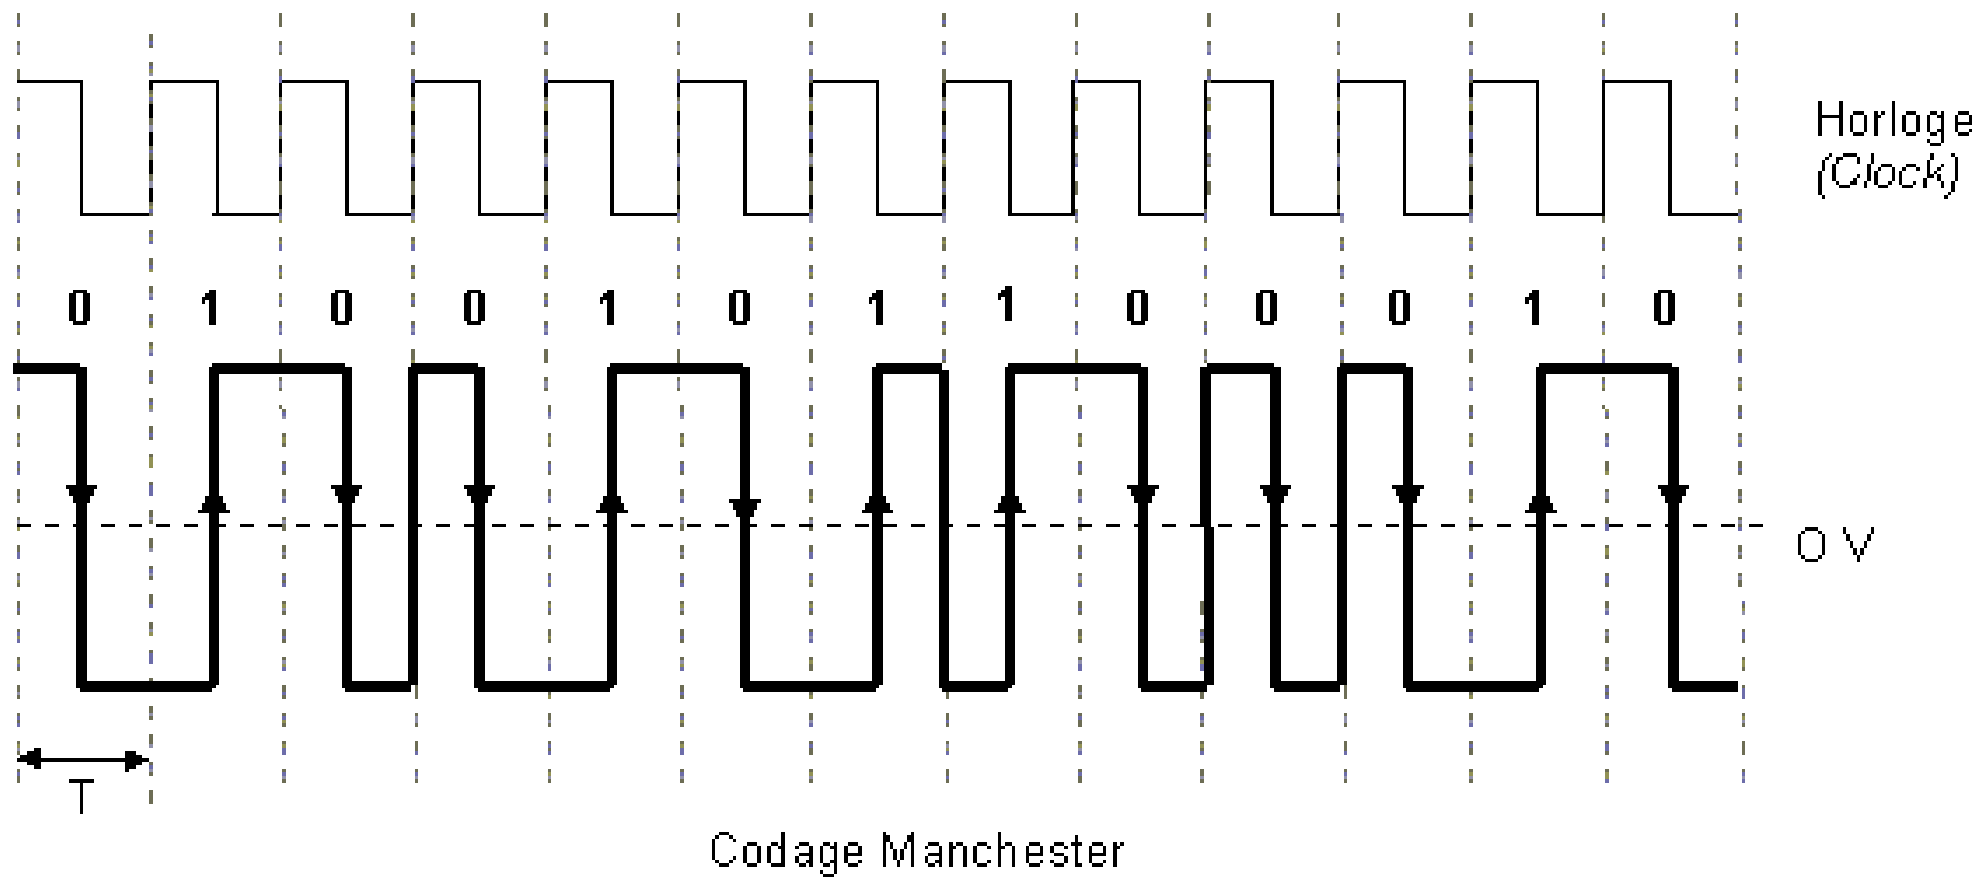 Horloge
(Clock)
0 1 0 0 1 0 1 1 0 0 0 1 0
0 V
T
Codage Manchester